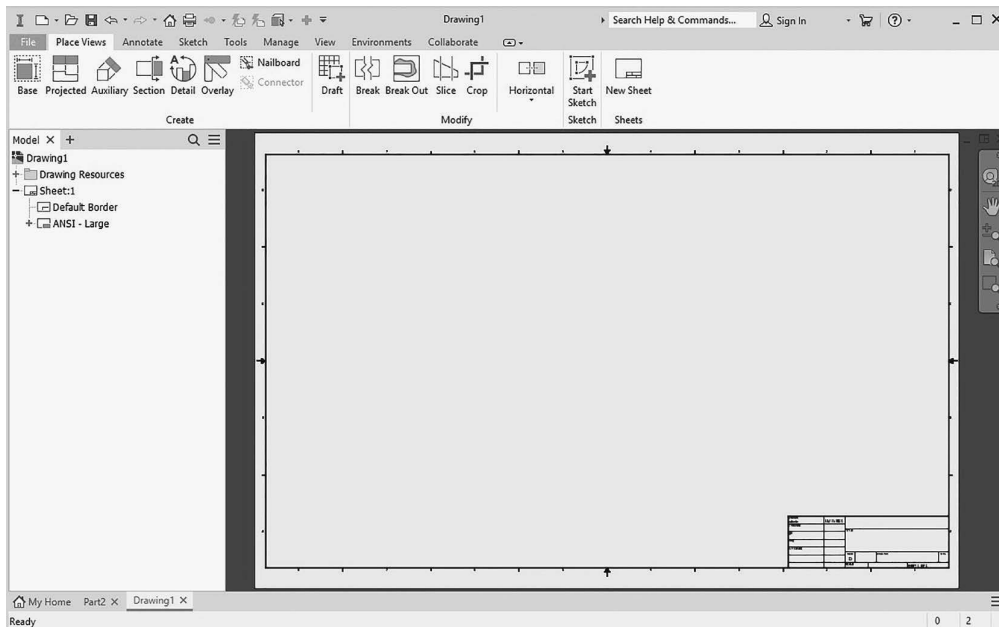 Drawing1
Search Help & Commands...
Sign In
File Place Views Annotate Sketch Tools Manage View Environments Collaborate
Nailboard
Connector
Base Projected Auxiliary Section Detail Overlay Draft Break Break Out Slice Crop Horizontal Start Sketch New Sheet
Create Modify Sketch Sheets
Model
Drawing1
Drawing Resources
Sheet:1
Default Border
ANSI - Large
My Home Part2 Drawing1
Ready 0 2